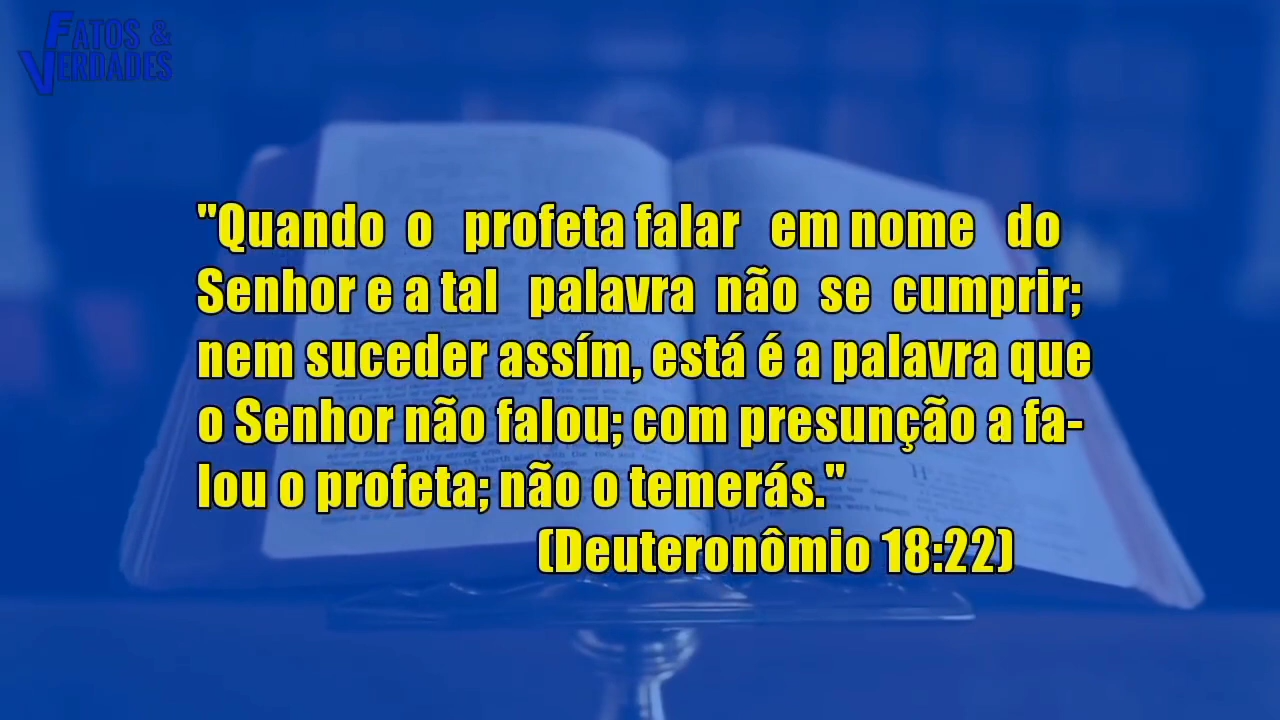 FATOS &
VERDADES
"Quando o profeta falar em nome do
Senhor e a tal palavra não se cumprir;
nem suceder assím, está é a palavra que
o Senhor não falou; com presunção a fa-
lou o profeta; não o temerás."
(Deuteronômio 18:22)